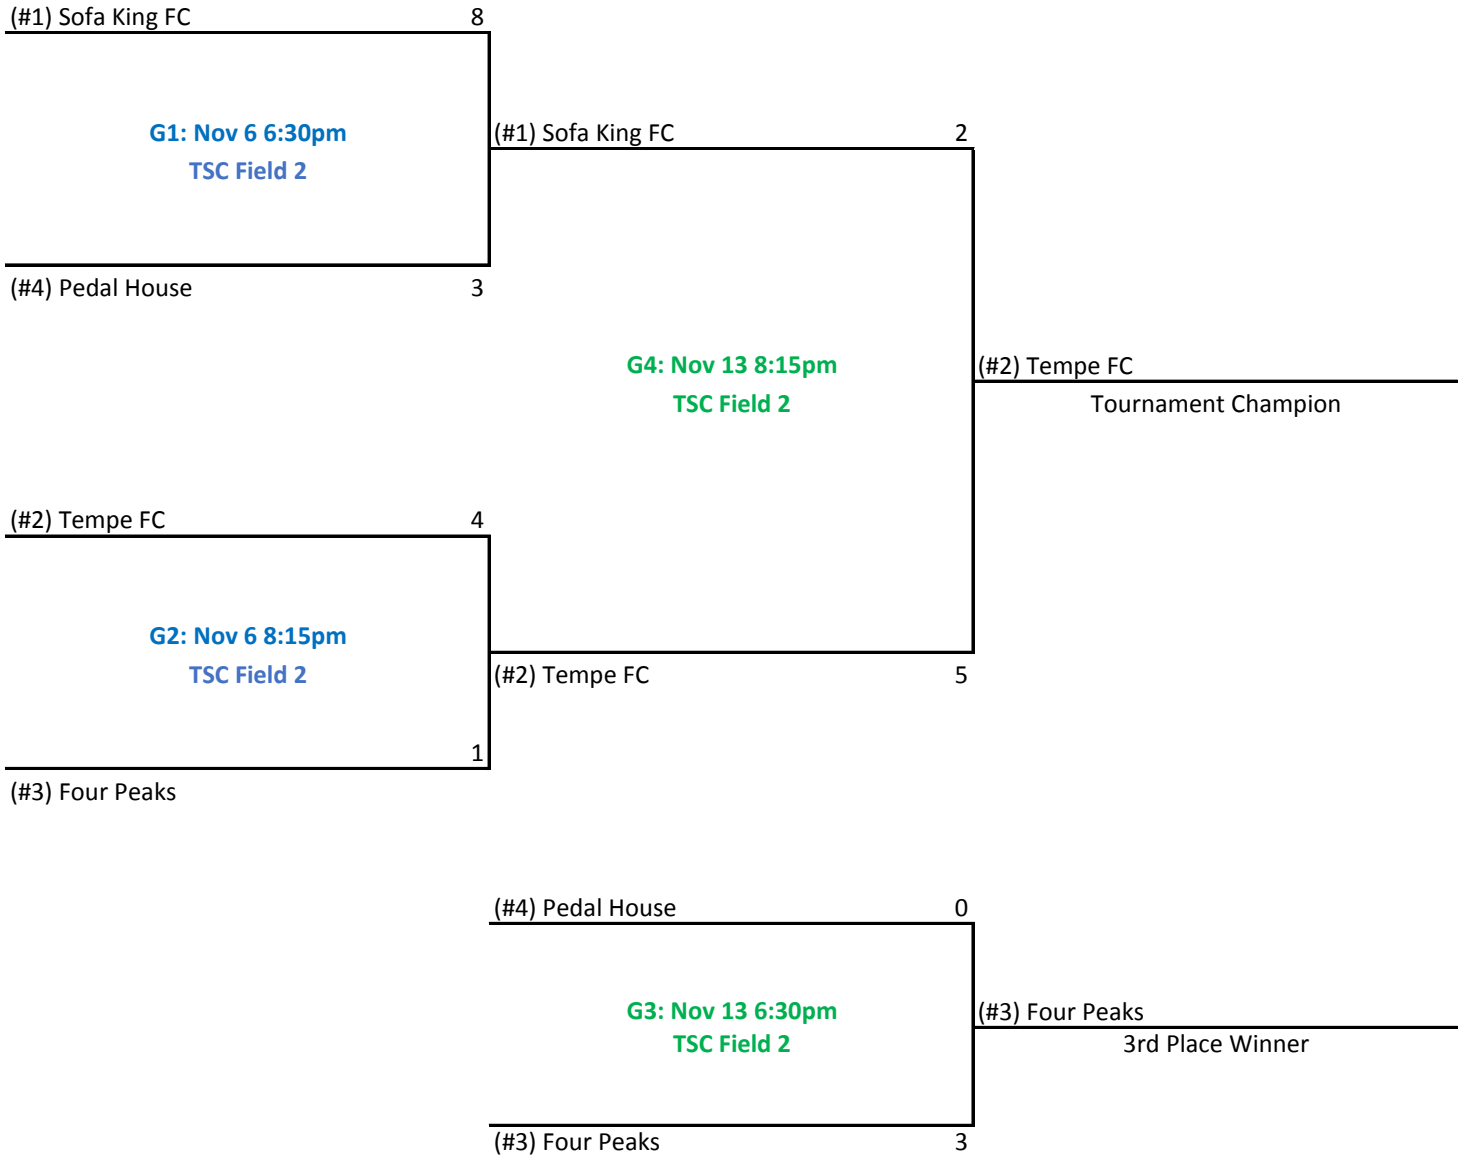 (#1) Sofa King FC 8
G1: Nov 6 6:30pm
TSC Field 2
(#1) Sofa King FC 2
(#4) Pedal House 3
G4: Nov 13 8:15pm
TSC Field 2
(#2) Tempe FC
Tournament Champion
(#2) Tempe FC 4
G2: Nov 6 8:15pm
TSC Field 2
(#2) Tempe FC 5
1
(#3) Four Peaks
(#4) Pedal House 0
G3: Nov 13 6:30pm
TSC Field 2
(#3) Four Peaks
3rd Place Winner
(#3) Four Peaks 3